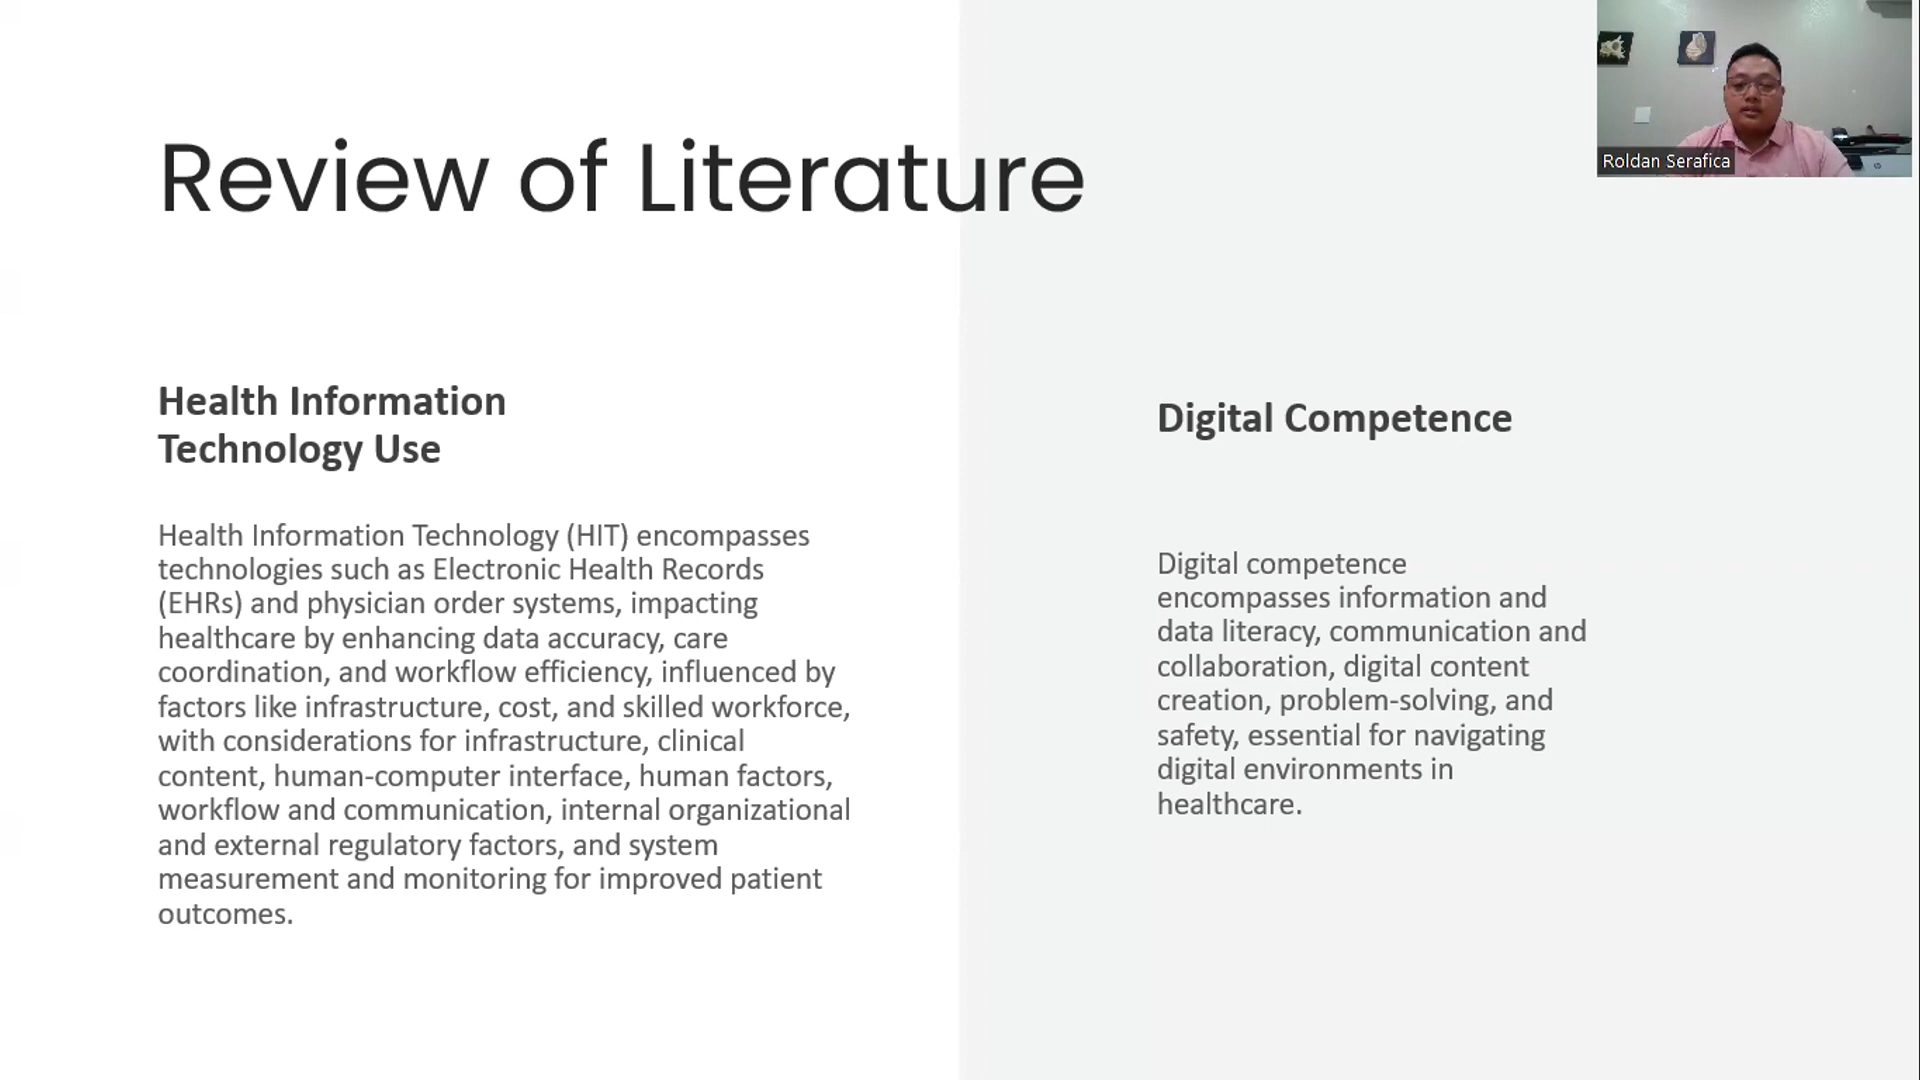 Review of Literature
Roldan Serafica
Health Information
Technology Use
Health Information Technology (HIT) encompasses
technologies such as Electronic Health Records
(EHRs) and physician order systems, impacting
healthcare by enhancing data accuracy, care
coordination, and workflow efficiency, influenced by
factors like infrastructure, cost, and skilled workforce,
with considerations for infrastructure, clinical
content, human-computer interface, human factors,
workflow and communication, internal organizational
and external regulatory factors, and system
measurement and monitoring for improved patient
outcomes.
Digital Competence
Digital competence
encompasses information and
data literacy, communication and
collaboration, digital content
creation, problem-solving, and
safety, essential for navigating
digital environments in
healthcare.